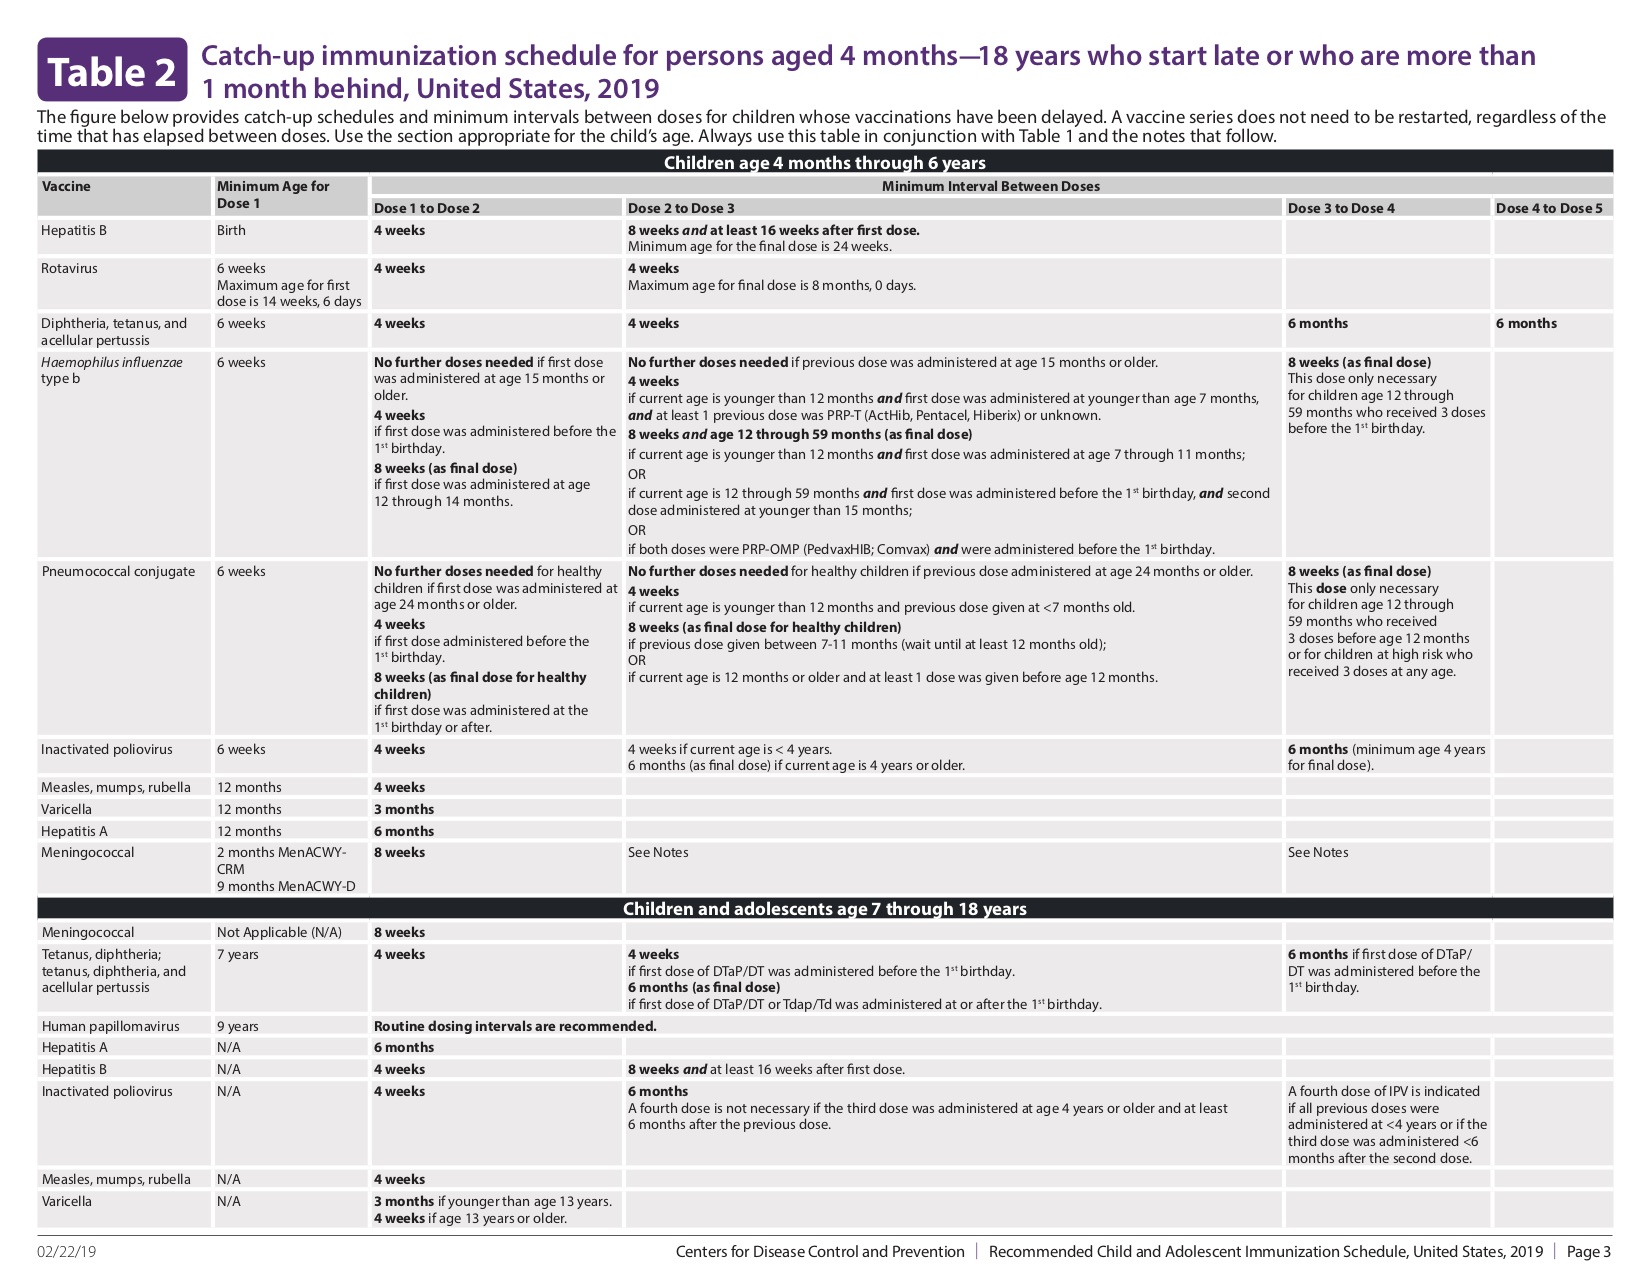 Table 2
Catch-up immunization schedule for persons aged 4 months—18 years who start late or who are more than
1 month behind, United States, 2019
The figure below provides catch-up schedules and minimum intervals between doses for children whose vaccinations have been delayed. A vaccine series does not need to be restarted, regardless of the
time that has elapsed between doses. Use the section appropriate for the child's age. Always use this table in conjunction with Table 1 and the notes that follow.
Children age 4 months through 6 years
Vaccine
Minimum Age for
Dose 1
Minimum Interval Between Doses
Dose 1 to Dose 2
Dose 2 to Dose 3
Dose 3 to Dose 4
Dose 4 to Dose 5
Hepatitis B
Birth
4 weeks
8 weeks and at least 16 weeks after first dose.
Minimum age for the final dose is 24 weeks.
Rotavirus
6 weeks
Maximum age for first
dose is 14 weeks, 6 days
4 weeks
4 weeks
Maximum age for final dose is 8 months, 0 days.
Diphtheria, tetanus, and
acellular pertussis
6 weeks
4 weeks
4 weeks
6 months
6 months
Haemophilus influenzae
type b
6 weeks
No further doses needed if first dose
was administered at age 15 months or
older.
4 weeks
if first dose was administered before the
1st birthday.
8 weeks (as final dose)
if first dose was administered at age
12 through 14 months.
No further doses needed if previous dose was administered at age 15 months or older.
4 weeks
if current age is younger than 12 months and first dose was administered at younger than age 7 months,
and at least 1 previous dose was PRP-T (ActHib, Pentacel, Hiberix) or unknown.
8 weeks and age 12 through 59 months (as final dose)
if current age is younger than 12 months and first dose was administered at age 7 through 11 months;
OR
if current age is 12 through 59 months and first dose was administered before the 1st birthday, and second
dose administered at younger than 15 months;
OR
if both doses were PRP-OMP (PedvaxHIB; Comvax) and were administered before the 1st birthday.
8 weeks (as final dose)
This dose only necessary
for children age 12 through
59 months who received 3 doses
before the 1st birthday.
Pneumococcal conjugate
6 weeks
No further doses needed for healthy
children if first dose was administered at
age 24 months or older.
4 weeks
if first dose administered before the
1st birthday.
8 weeks (as final dose for healthy
children)
if first dose was administered at the
1st birthday or after.
No further doses needed for healthy children if previous dose administered at age 24 months or older.
4 weeks
if current age is younger than 12 months and previous dose given at <7 months old.
8 weeks (as final dose for healthy children)
if previous dose given between 7-11 months (wait until at least 12 months old);
OR
if current age is 12 months or older and at least 1 dose was given before age 12 months.
8 weeks (as final dose)
This dose only necessary
for children age 12 through
59 months who received
3 doses before age 12 months
or for children at high risk who
received 3 doses at any age.
Inactivated poliovirus
6 weeks
4 weeks
4 weeks if current age is < 4 years.
6 months (as final dose) if current age is 4 years or older.
6 months (minimum age 4 years
for final dose).
Measles, mumps, rubella
12 months
4 weeks
Varicella
12 months
3 months
Hepatitis A
12 months
6 months
Meningococcal
2 months MenACWY-
CRM
9 months MenACWY-D
8 weeks
See Notes
See Notes
Children and adolescents age 7 through 18 years
Meningococcal
Not Applicable (N/A)
8 weeks
Tetanus, diphtheria;
tetanus, diphtheria, and
acellular pertussis
7 years
4 weeks
4 weeks
if first dose of DTaP/DT was administered before the 1st birthday.
6 months (as final dose)
if first dose of DTaP/DT or Tdap/Td was administered at or after the 1st birthday.
6 months if first dose of DTaP/
DT was administered before the
1st birthday.
Human papillomavirus
9 years
Routine dosing intervals are recommended.
Hepatitis A
N/A
6 months
Hepatitis B
N/A
4 weeks
8 weeks and at least 16 weeks after first dose.
Inactivated poliovirus
N/A
4 weeks
6 months
A fourth dose is not necessary if the third dose was administered at age 4 years or older and at least
6 months after the previous dose.
A fourth dose of IPV is indicated
if all previous doses were
administered at <4 years or if the
third dose was administered <6
months after the second dose.
Measles, mumps, rubella
N/A
4 weeks
Varicella
N/A
3 months if younger than age 13 years.
4 weeks if age 13 years or older.
02/22/19
Centers for Disease Control and Prevention | Recommended Child and Adolescent Immunization Schedule, United States, 2019 | Page 3